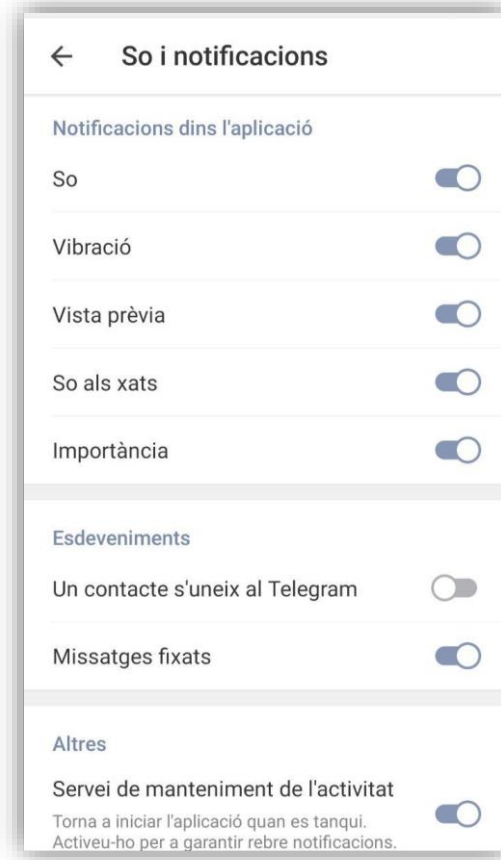 So i notificacions
Notificacions dins l'aplicació
So
Vibració
Vista prèvia
So als xats
Importància
Esdeveniments
Un contacte s'uneix al Telegram
Missatges fixats
Altres
Servei de manteniment de l'activitat
Torna a iniciar l'aplicació quan es tanqui.
Activeu-ho per a garantir rebre notificacions.